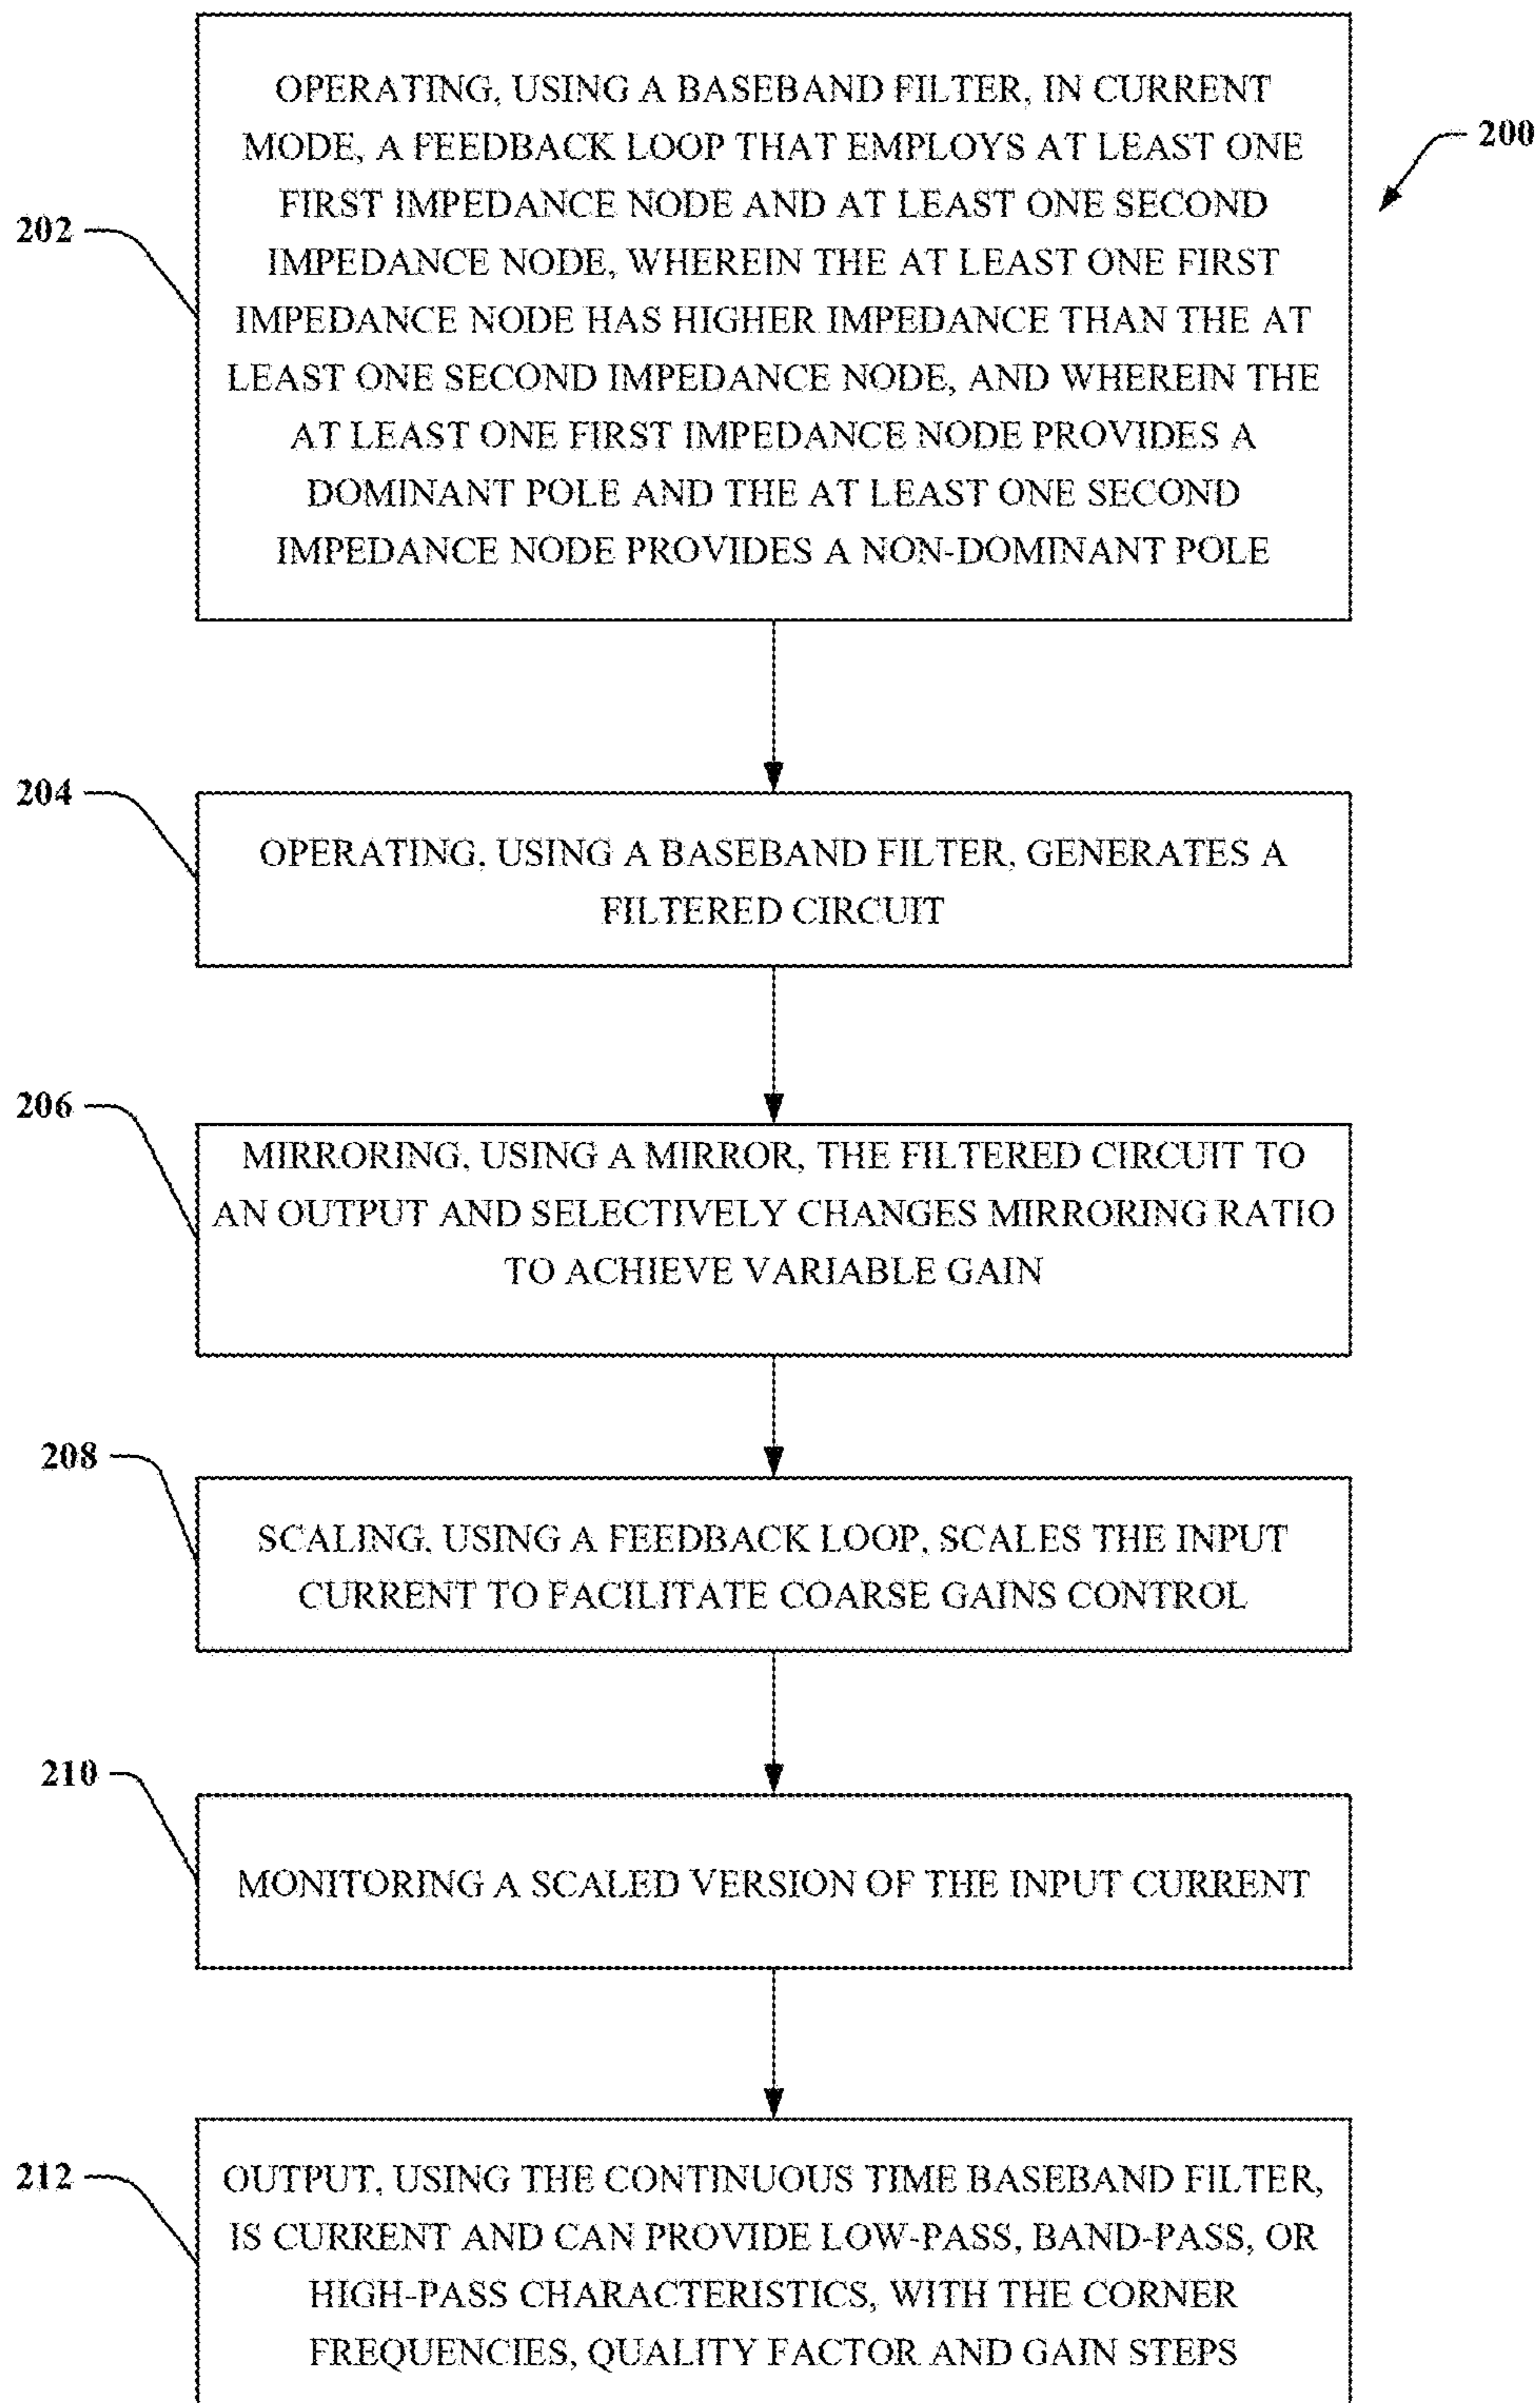 200
202
OPERATING, USING A BASEBAND FILTER, IN CURRENT
MODE, A FEEDBACK LOOP THAT EMPLOYS AT LEAST ONE
FIRST IMPEDANCE NODE AND AT LEAST ONE SECOND
IMPEDANCE NODE, WHEREIN THE AT LEAST ONE FIRST
IMPEDANCE NODE HAS HIGHER IMPEDANCE THAN THE AT
LEAST ONE SECOND IMPEDANCE NODE, AND WHEREIN THE
AT LEAST ONE FIRST IMPEDANCE NODE PROVIDES A
DOMINANT POLE AND THE AT LEAST ONE SECOND
IMPEDANCE NODE PROVIDES A NON-DOMINANT POLE
204
OPERATING, USING A BASEBAND FILTER, GENERATES A
FILTERED CIRCUIT
206
MIRRORING, USING A MIRROR, THE FILTERED CIRCUIT TO
AN OUTPUT AND SELECTIVELY CHANGES MIRRORING RATIO
TO ACHIEVE VARIABLE GAIN
208
SCALING, USING A FEEDBACK LOOP, SCALES THE INPUT
CURRENT TO FACILITATE COARSE GAINS CONTROL
210
MONITORING A SCALED VERSION OF THE INPUT CURRENT
212
OUTPUT, USING THE CONTINUOUS TIME BASEBAND FILTER,
IS CURRENT AND CAN PROVIDE LOW-PASS, BAND-PASS, OR
HIGH-PASS CHARACTERISTICS, WITH THE CORNER
FREQUENCIES, QUALITY FACTOR AND GAIN STEPS